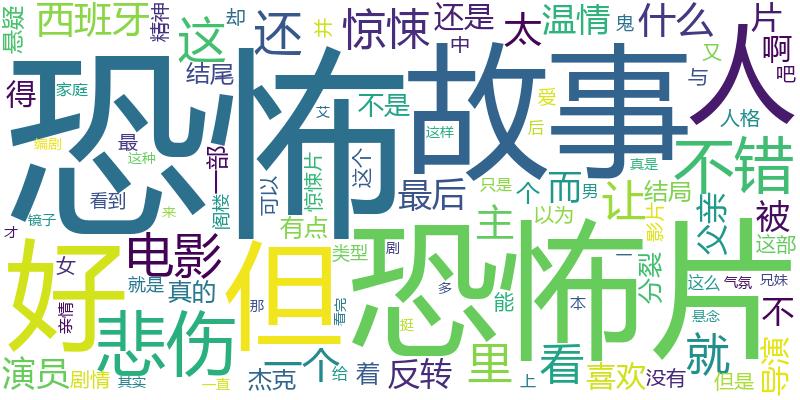 悬疑
西班牙
精神
这
却
还
井
惊悚
还是
中
太
温情
鬼
什么
片
啊
吧
得
家庭
结尾
恐怖
故事
人
不是
艾
这样
爱
后
又
与
人格
编剧
这种
最
一部
阁楼
可以
惊悚片
这个
最后
只是
个
而
男
真是
让
结局
不错
看到
镜子
来
有点
主
以为
影片
父亲
被
这部
才
好
电影
但
类型
剧
恐怖片
一
分裂
这么
气氛
兄妹
不
女
就是
真的
那
看完
多
能
本
悬念
亲情
悲伤
挺
里
看
就
导演
演员
剧情
其实
一直
一个
杰克
给
着
反转
上
喜欢
没有
但是